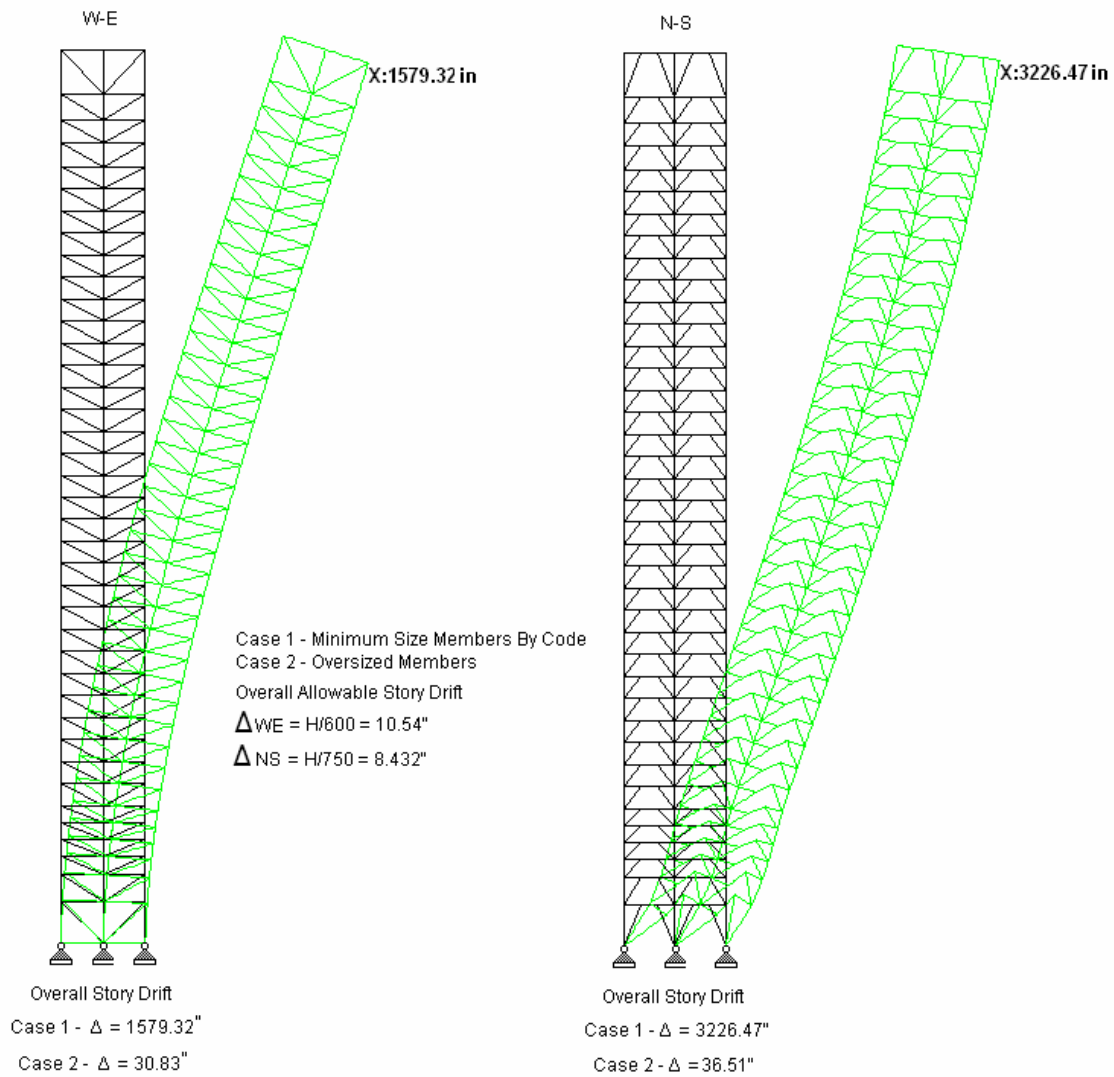 W-E
X:1579.32 in
N-S
X:3226.47 in
Case 1 - Minimum Size Members By Code
Case 2 - Oversized Members
Overall Allowable Story Drift
Δ WE = H/600 = 10.54"
Δ NS = H/750 = 8.432"
Overall Story Drift
Case 1 - Δ = 1579.32"
Case 2 - Δ = 30.83"
Overall Story Drift
Case 1 - Δ = 3226.47"
Case 2 - Δ = 36.51"